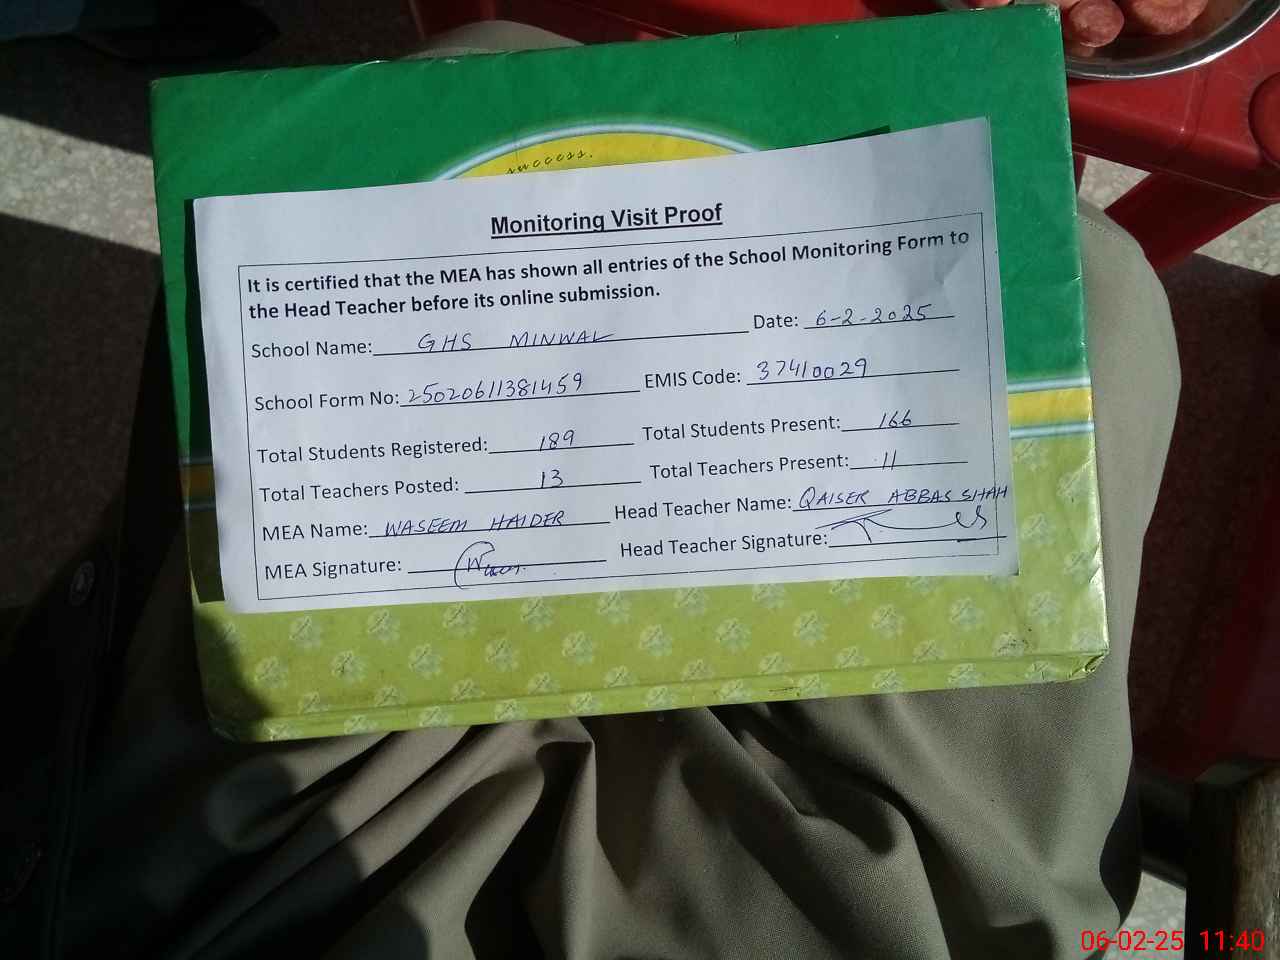 success.
Monitoring Visit Proof
It is certified that the MEA has shown all entries of the School Monitoring Form to
the Head Teacher before its online submission.
School Name: GHS MINWAL Date: 6-2-2025
School Form No: 25020611381459 EMIS Code: 37410029
Total Students Registered: 189 Total Students Present: 166
Total Teachers Posted: 13 Total Teachers Present: 11
MEA Name: WASEEM HAIDER Head Teacher Name: QAISER ABBAS SHAH
MEA Signature: Head Teacher Signature:
06-02-25 11:40